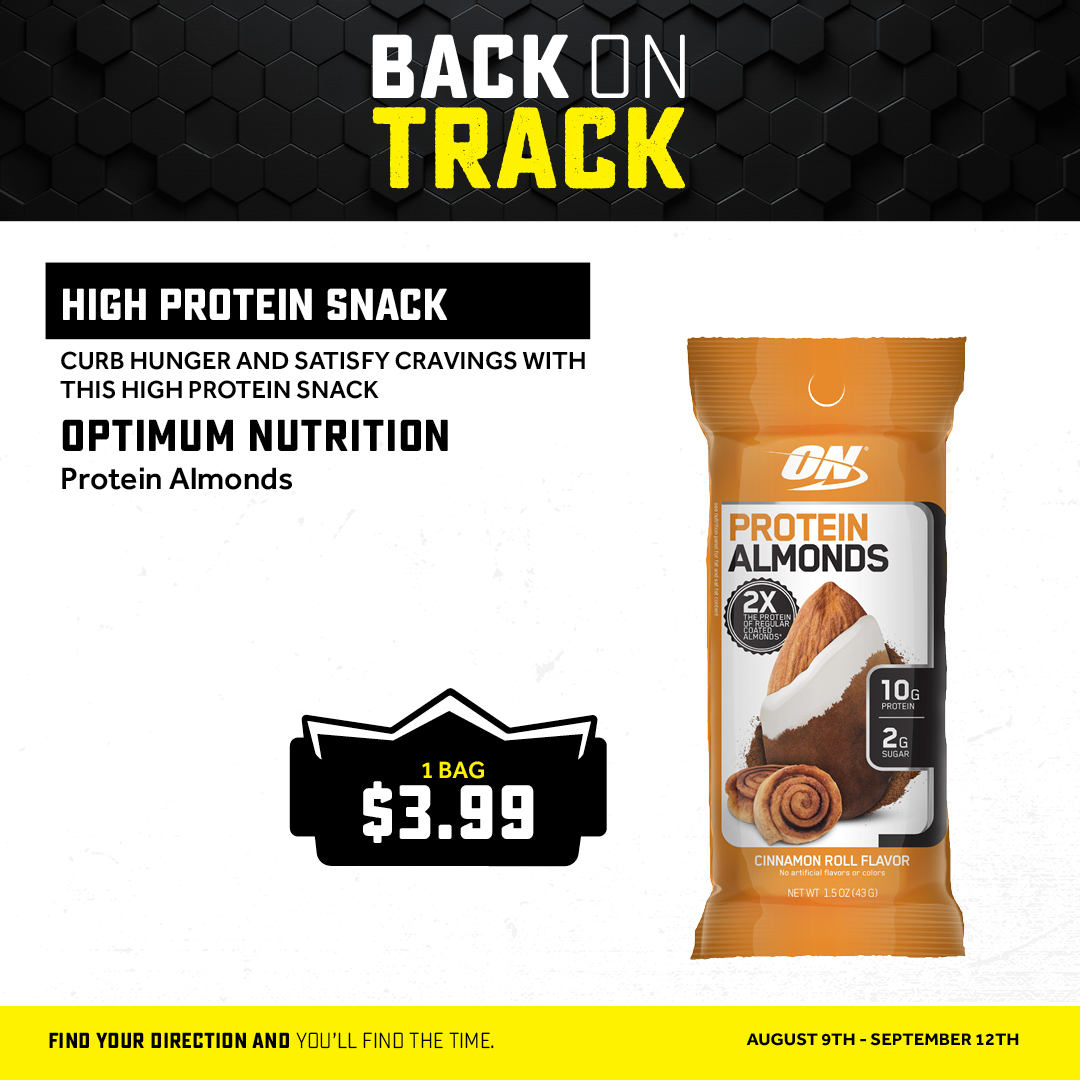 BACK ON
TRACK
HIGH PROTEIN SNACK
CURB HUNGER AND SATISFY CRAVINGS WITH
THIS HIGH PROTEIN SNACK
OPTIMUM NUTRITION
Protein Almonds
1 BAG
$3.99
ON®
PROTEIN
ALMONDS
2X
THE PROTEIN
OF REGULAR
COATED
ALMONDS*
10G
PROTEIN
2G
SUGAR
CINNAMON ROLL FLAVOR
No artificial flavors or colors
NET WT 1.5 OZ (43 G)
FIND YOUR DIRECTION AND YOU'LL FIND THE TIME.
AUGUST 9TH - SEPTEMBER 12TH